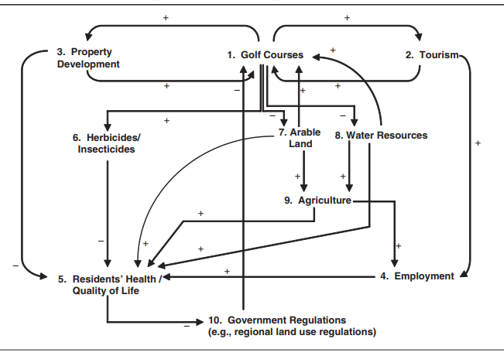 + +
3. Property
Development
1. Golf Courses
+
2. Tourism
+ – + +
+
6. Herbicides/
Insecticides
– 7. Arable
Land
– 8. Water Resources
+
+ +
9. Agriculture
+
– + + +
– + 4. Employment
5. Residents' Health /
Quality of Life
– 10. Government Regulations
(e.g., regional land use regulations)